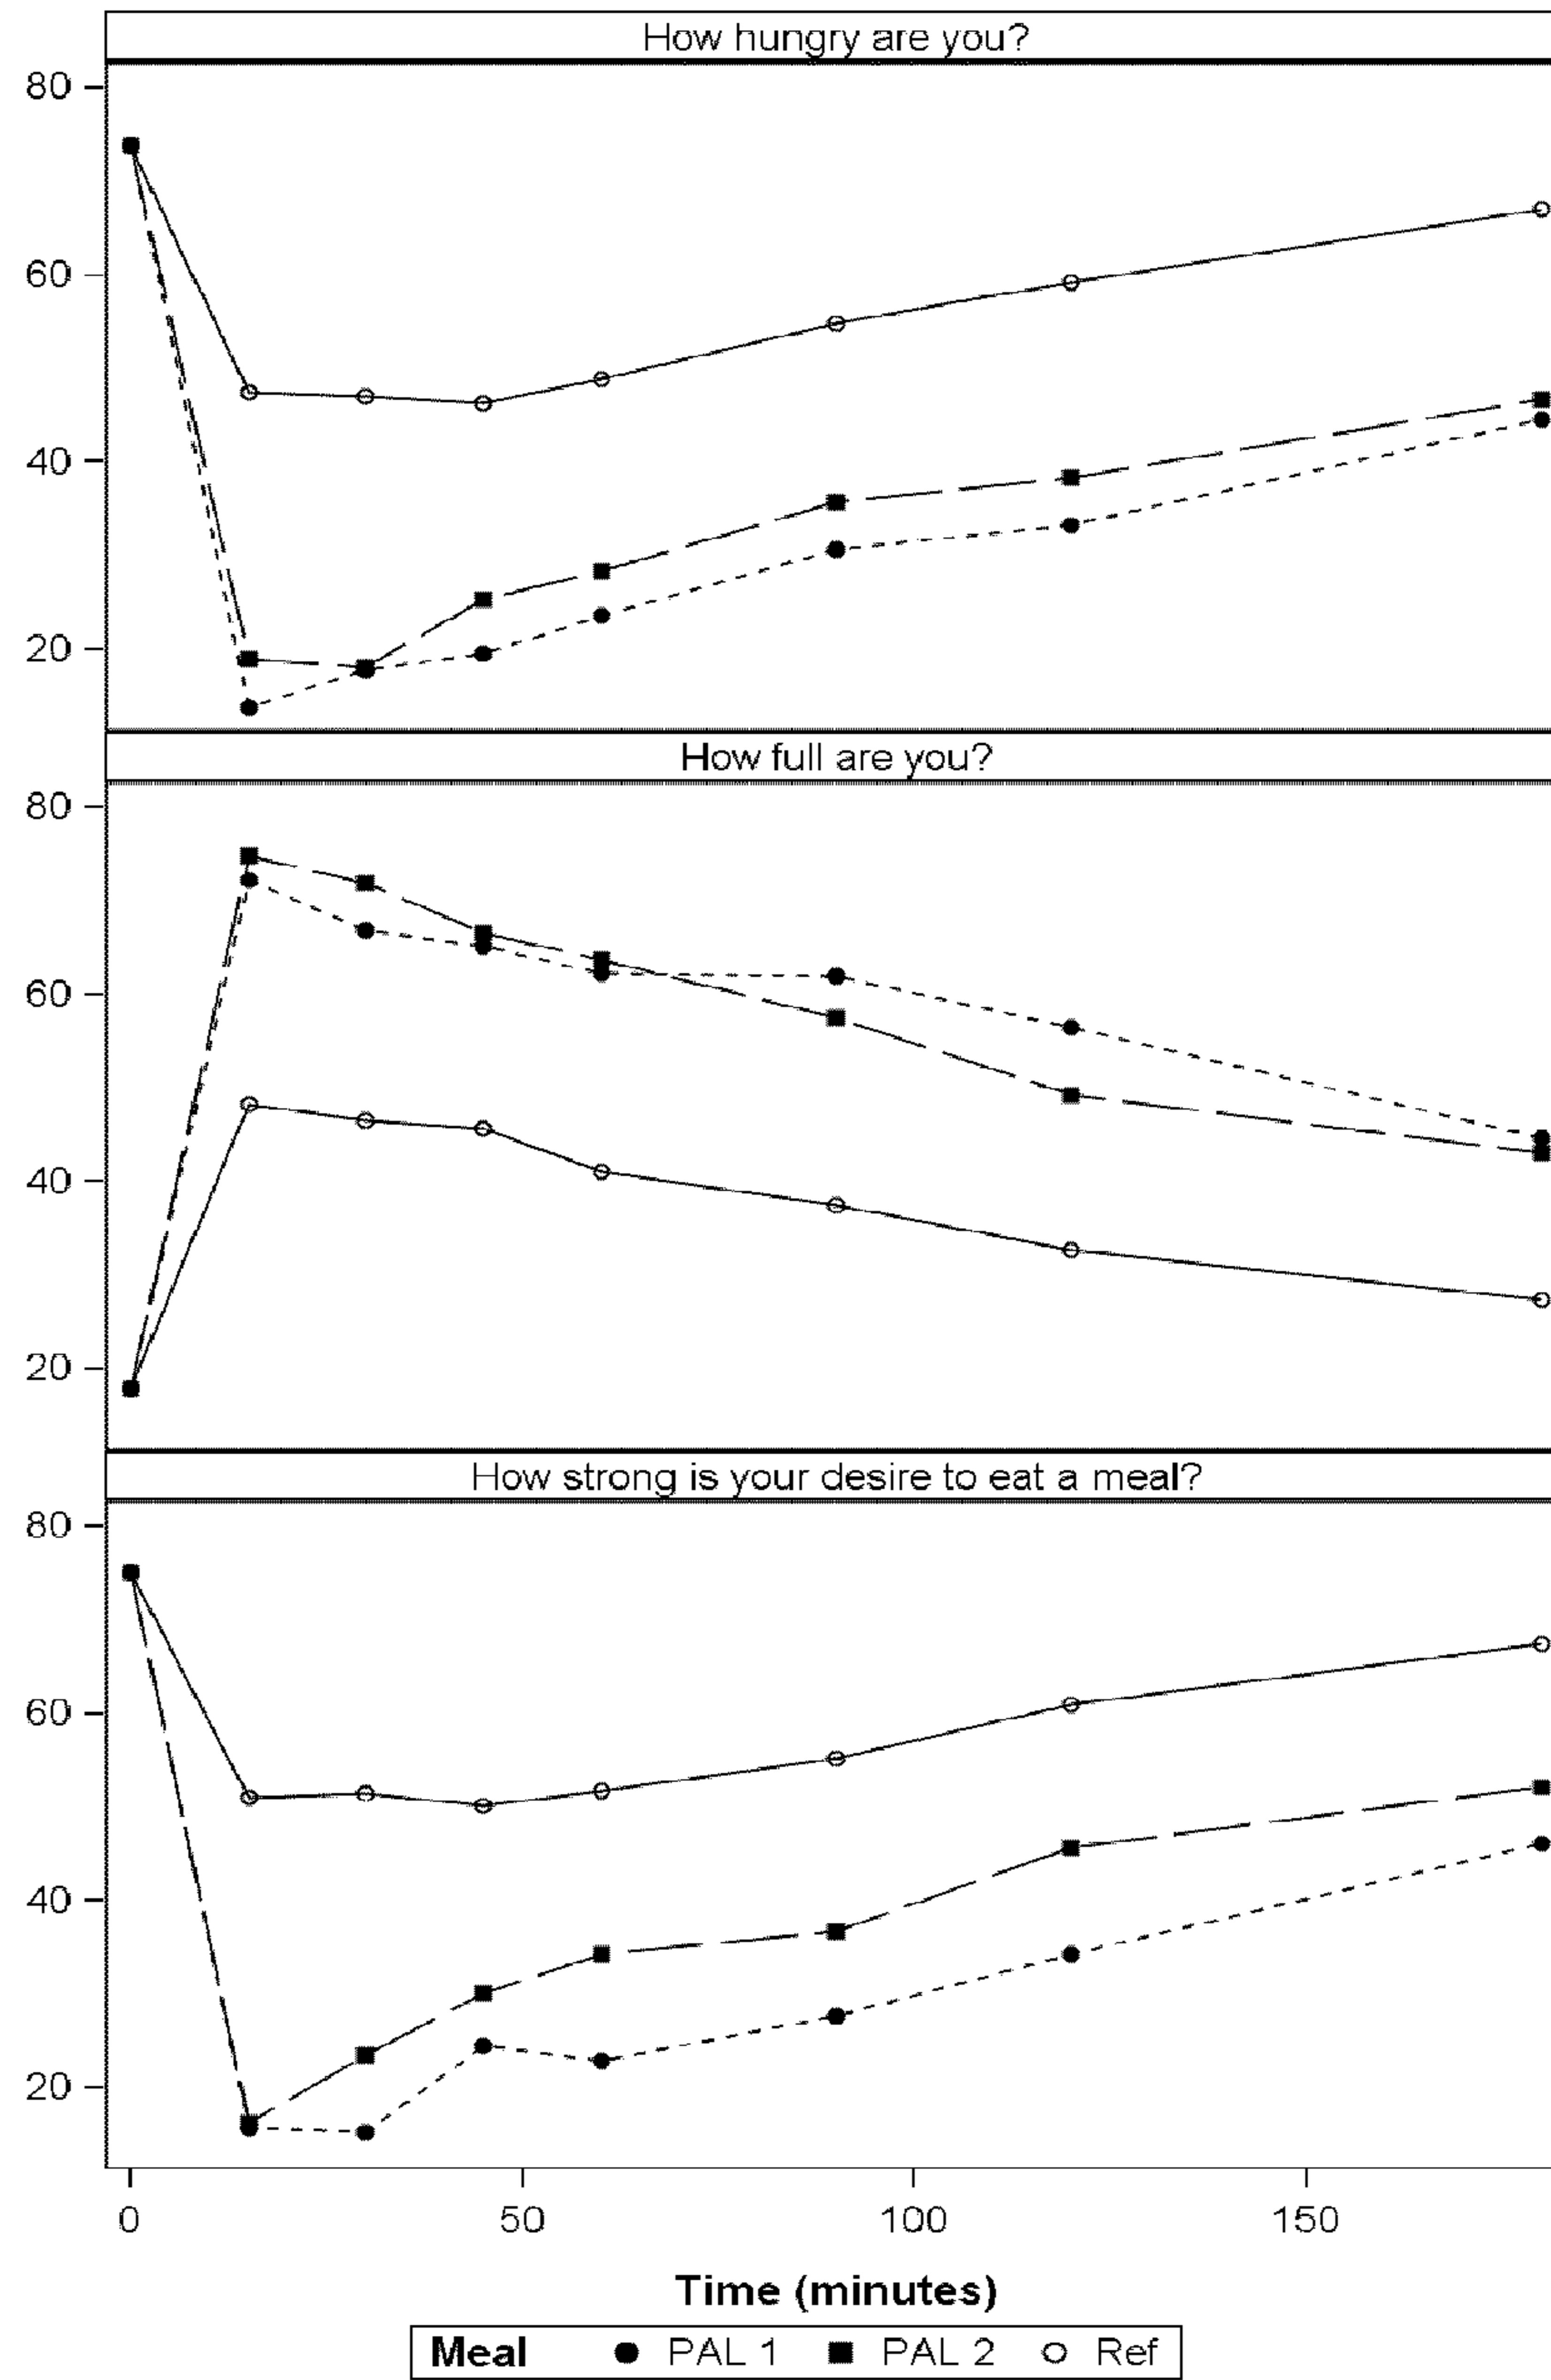 How hungry are you?
80
60
40
20
How full are you?
80
60
40
20
How strong is your desire to eat a meal?
80
60
40
20
0 50 100 150
Time (minutes)
Meal PAL 1 PAL 2 Ref